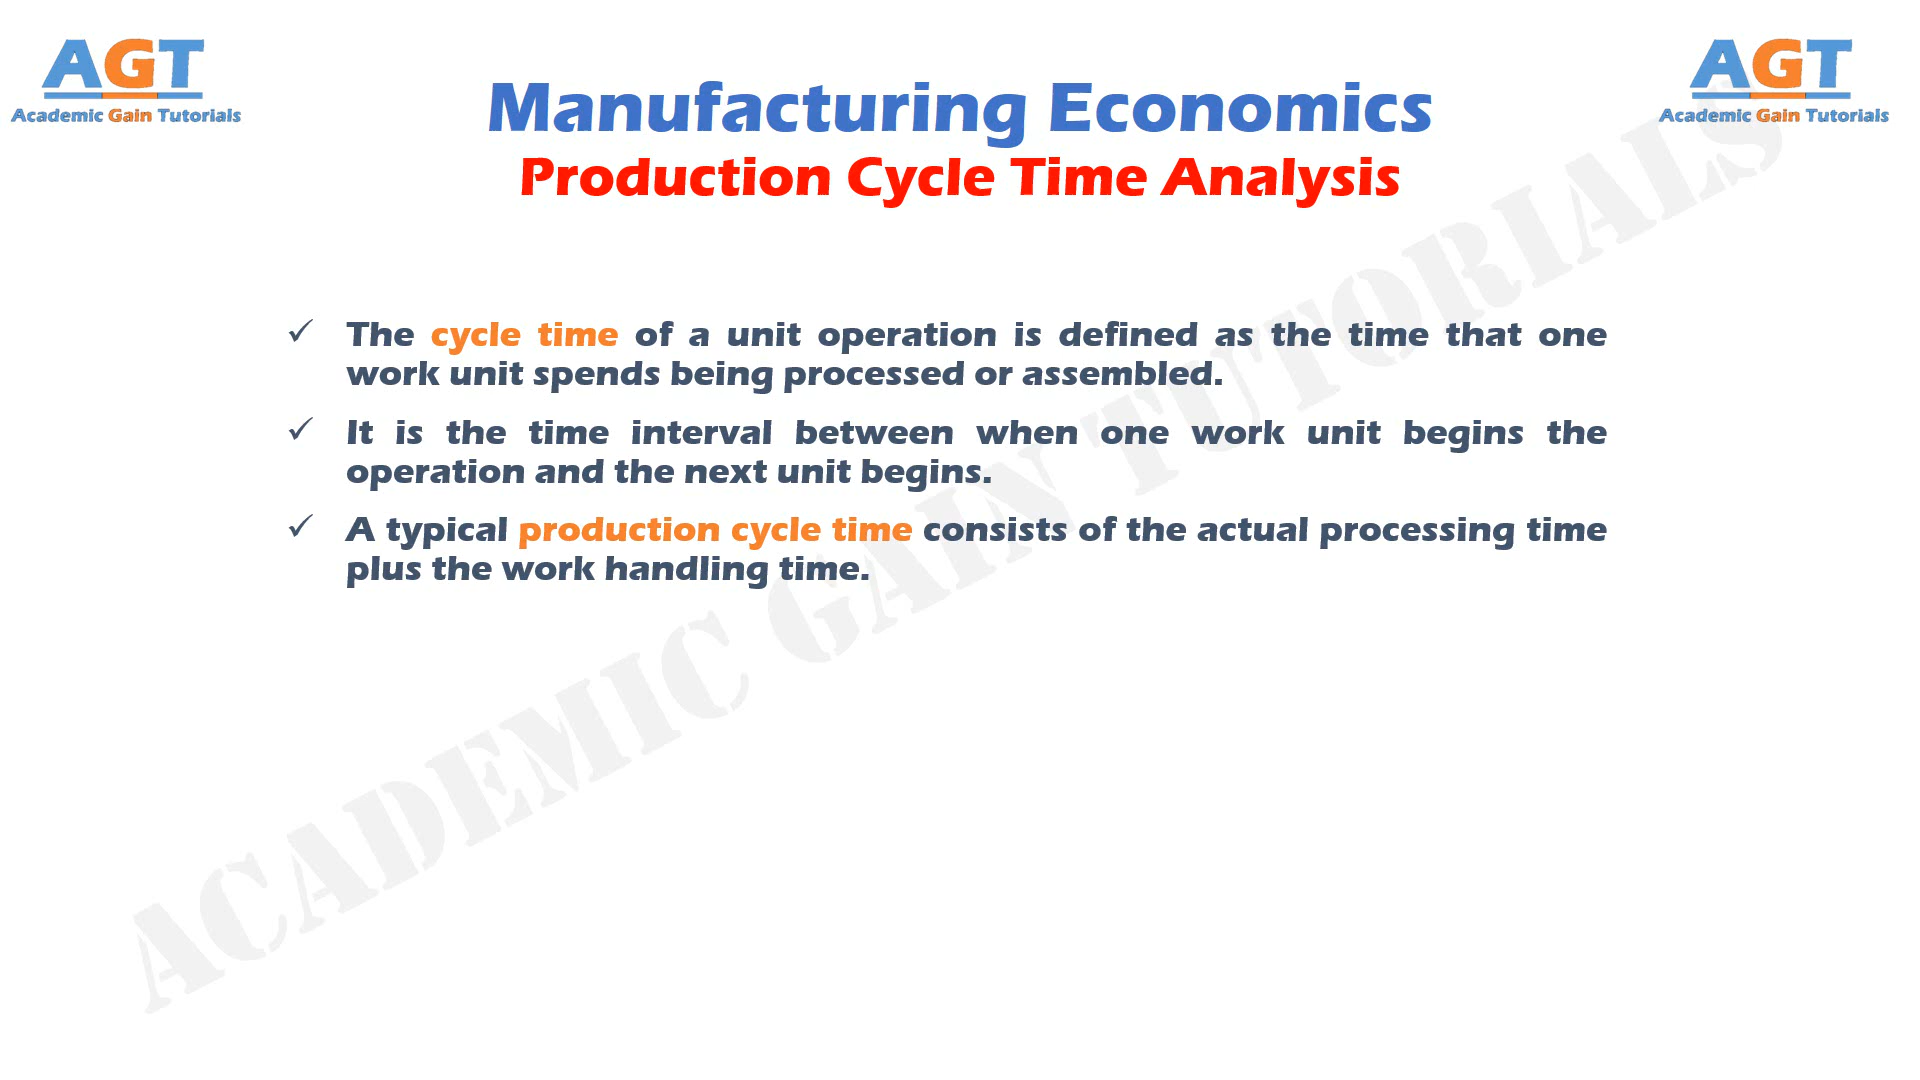 AGT
Academic Gain Tutorials
AGT
Academic Gain Tutorials
Manufacturing Economics
Production Cycle Time Analysis
✓ The cycle time of a unit operation is defined as the time that one
work unit spends being processed or assembled.
✓ It is the time interval between when one work unit begins the
operation and the next unit begins.
✓ A typical production cycle time consists of the actual processing time
plus the work handling time.
ACADEMIC GAIN TUTORIALS